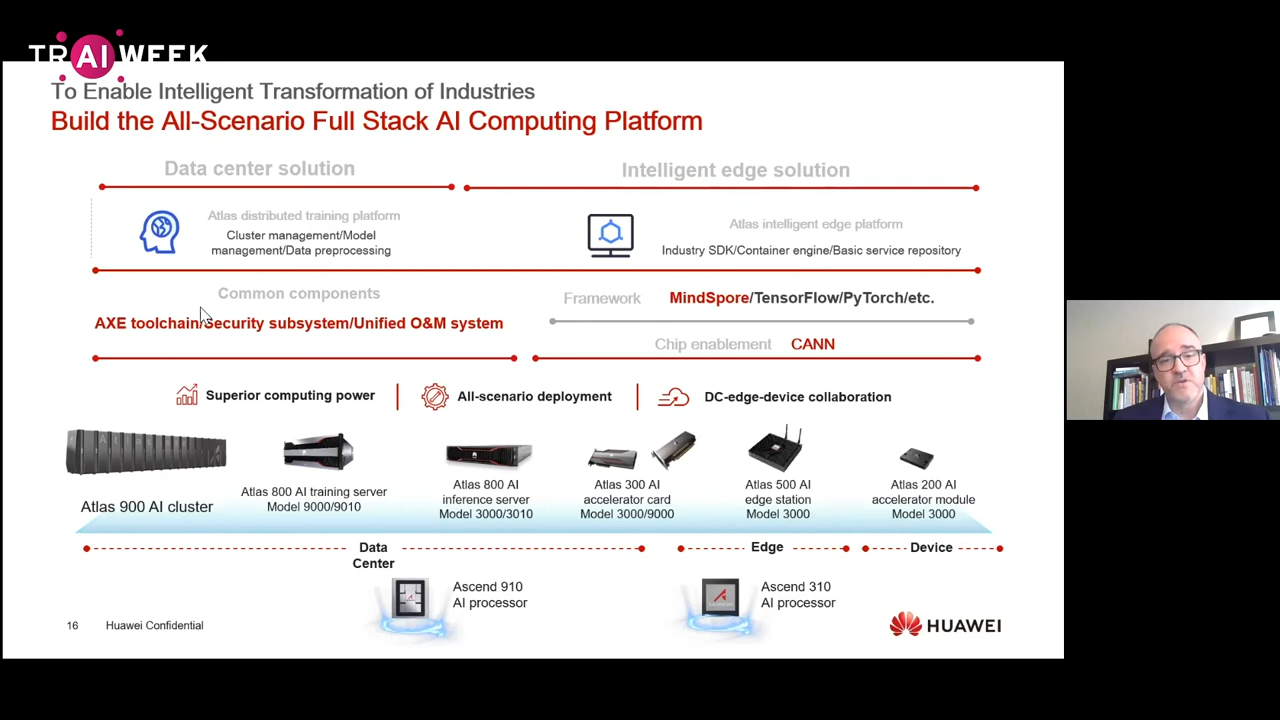 TRAI WEEK
To Enable Intelligent Transformation of Industries
Build the All-Scenario Full Stack AI Computing Platform
Data center solution
Intelligent edge solution
Atlas distributed training platform
Cluster management/Model
management/Data preprocessing
Atlas intelligent edge platform
Industry SDK/Container engine/Basic service repository
Common components
AXE toolchain/Security subsystem/Unified O&M system
Framework MindSpore/TensorFlow/PyTorch/etc.
Chip enablement CANN
Superior computing power
All-scenario deployment
DC-edge-device collaboration
Atlas 900 AI cluster
Atlas 800 AI training server
Model 9000/9010
Atlas 800 AI
inference server
Model 3000/3010
Atlas 300 AI
accelerator card
Model 3000/9000
Atlas 500 AI
edge station
Model 3000
Atlas 200 AI
accelerator module
Model 3000
Data
Center
Edge
Device
Ascend 910
AI processor
Ascend 310
AI processor
16 Huawei Confidential
HUAWEI